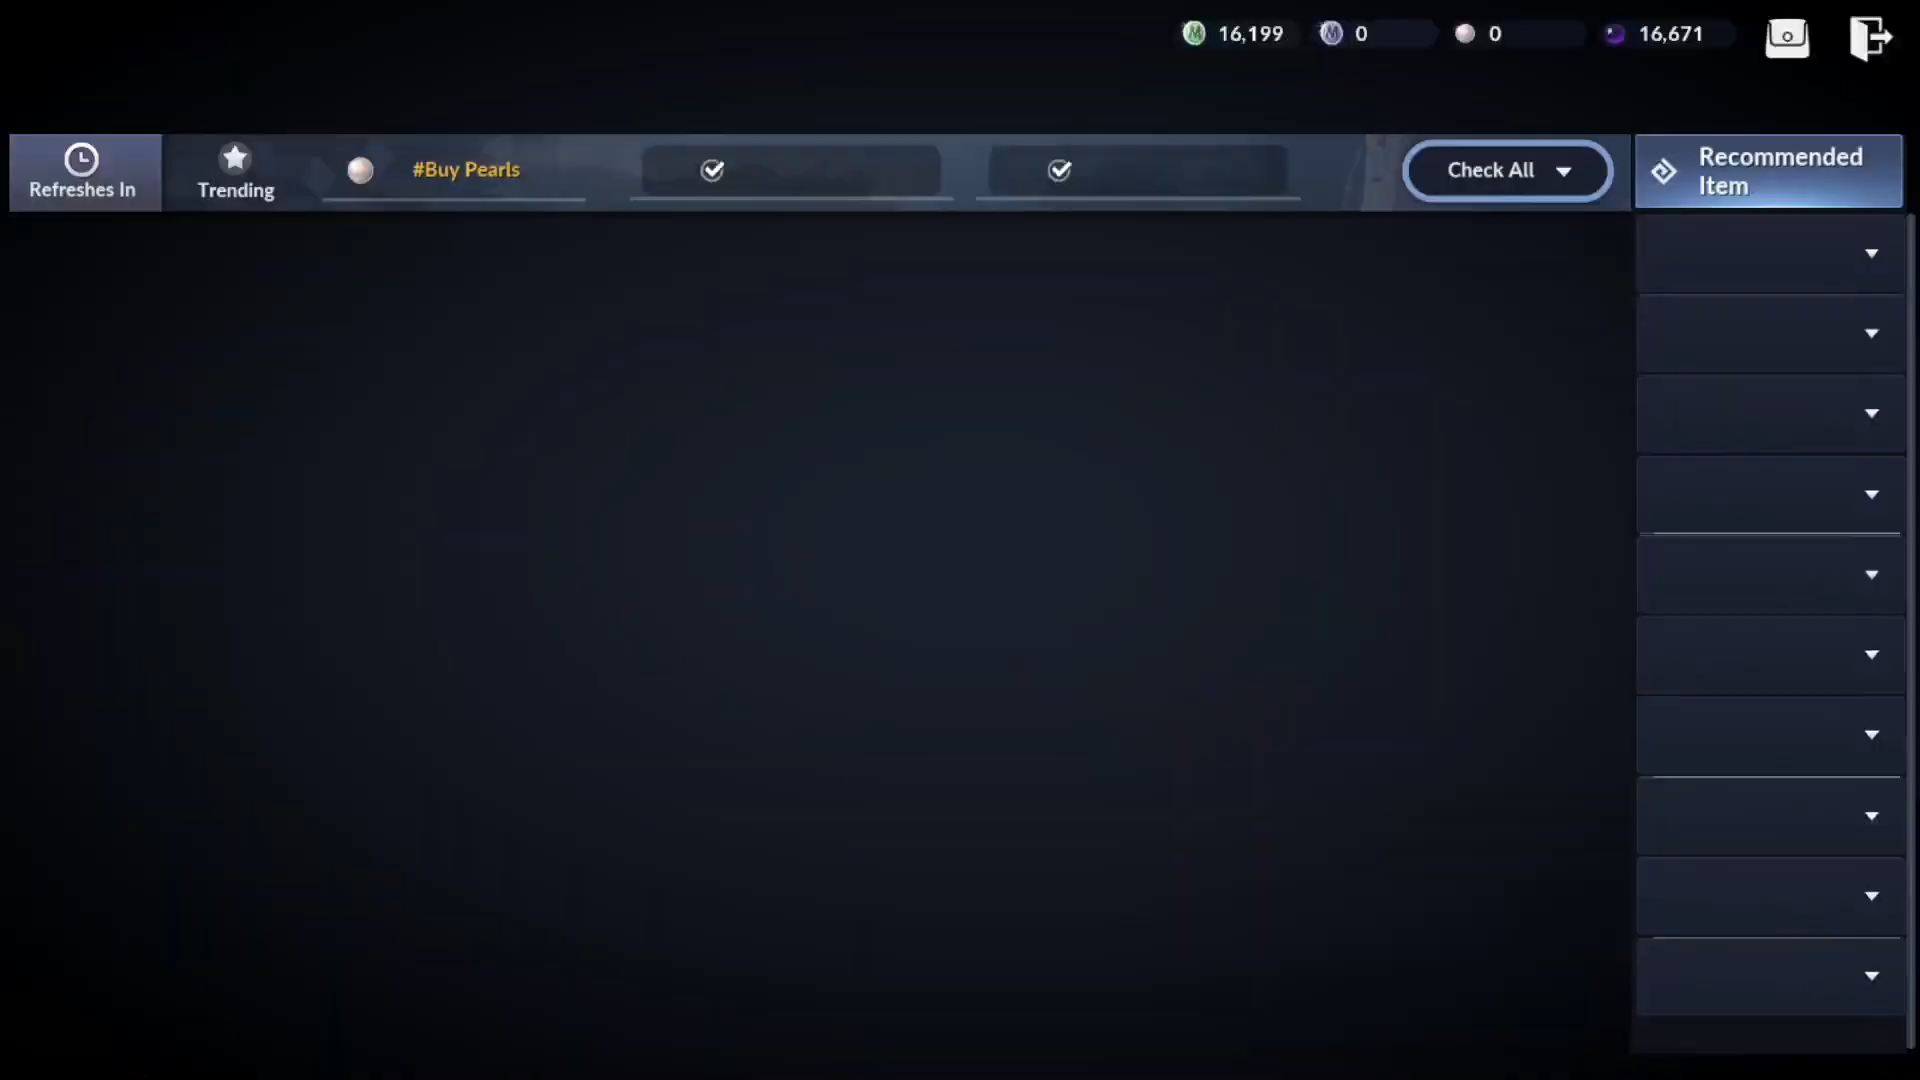 16,199
0
0
16,671
Refreshes In
Trending
#Buy Pearls
Check All
Recommended
Item